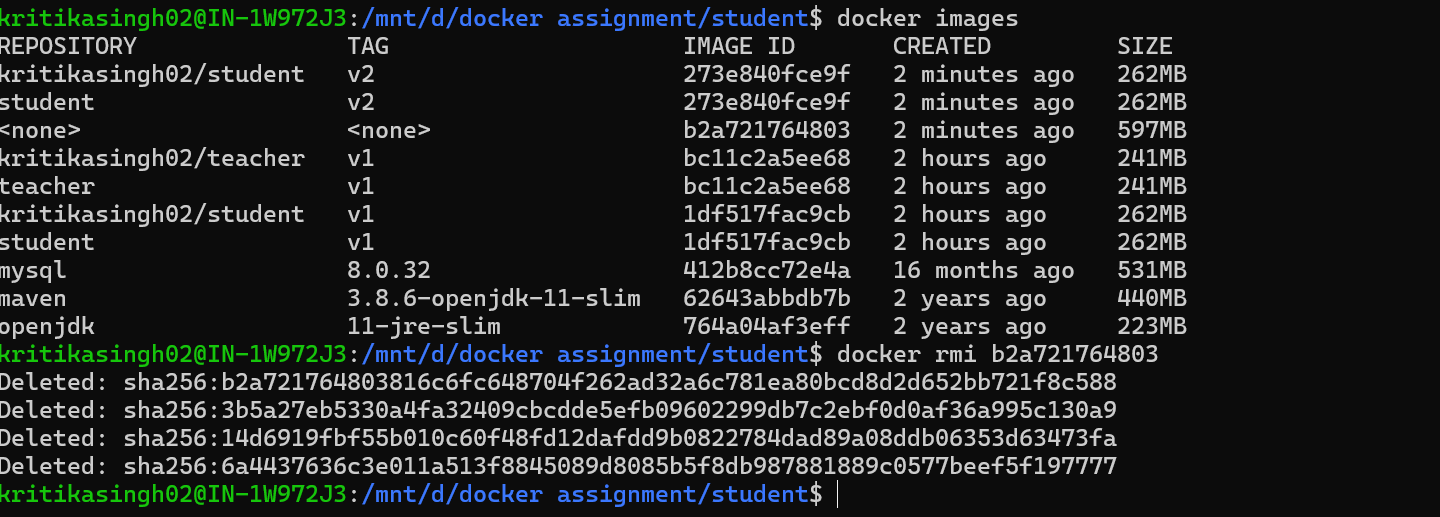 kritikasingh02@IN-1W972J3:/mnt/d/docker assignment/student$ docker images
REPOSITORY               TAG                     IMAGE ID       CREATED         SIZE
kritikasingh02/student   v2                      273e840fce9f   2 minutes ago   262MB
student                  v2                      273e840fce9f   2 minutes ago   262MB
<none>                   <none>                  b2a721764803   2 minutes ago   597MB
kritikasingh02/teacher   v1                      bc11c2a5ee68   2 hours ago     241MB
teacher                  v1                      bc11c2a5ee68   2 hours ago     241MB
kritikasingh02/student   v1                      1df517fac9cb   2 hours ago     262MB
student                  v1                      1df517fac9cb   2 hours ago     262MB
mysql                    8.0.32                  412b8cc72e4a   16 months ago   531MB
maven                    3.8.6-openjdk-11-slim   62643abbdb7b   2 years ago     440MB
openjdk                  11-jre-slim             764a04af3eff   2 years ago     223MB
kritikasingh02@IN-1W972J3:/mnt/d/docker assignment/student$ docker rmi b2a721764803
Deleted: sha256:b2a721764803816c6fc648704f262ad32a6c781ea80bcd8d2d652bb721f8c588
Deleted: sha256:3b5a27eb5330a4fa32409cbcdde5efb09602299db7c2ebf0d0af36a995c130a9
Deleted: sha256:14d6919fbf55b010c60f48fd12dafdd9b0822784dad89a08ddb06353d63473fa
Deleted: sha256:6a4437636c3e011a513f8845089d8085b5f8db987881889c0577beef5f197777
kritikasingh02@IN-1W972J3:/mnt/d/docker assignment/student$